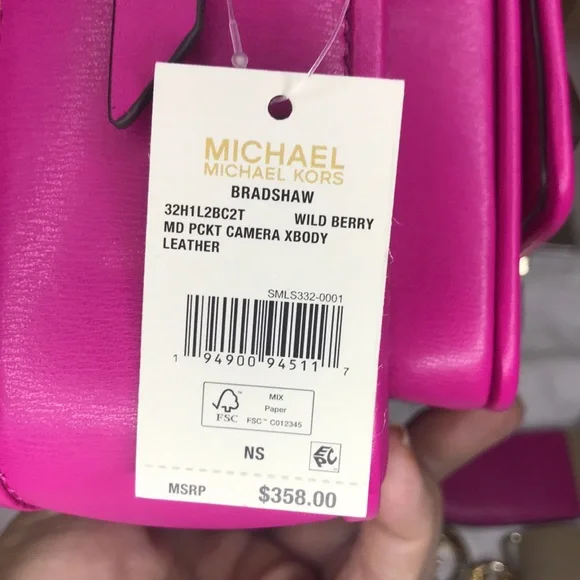 MICHAEL
MICHAEL KORS
BRADSHAW
32H1L2BC2T WILD BERRY
MD PCKT CAMERA XBODY
LEATHER
SMLS332-0001
1 94900 94511 7
FSC
MIX
Paper
FSC™ C012345
NS
EPC
MSRP $358.00